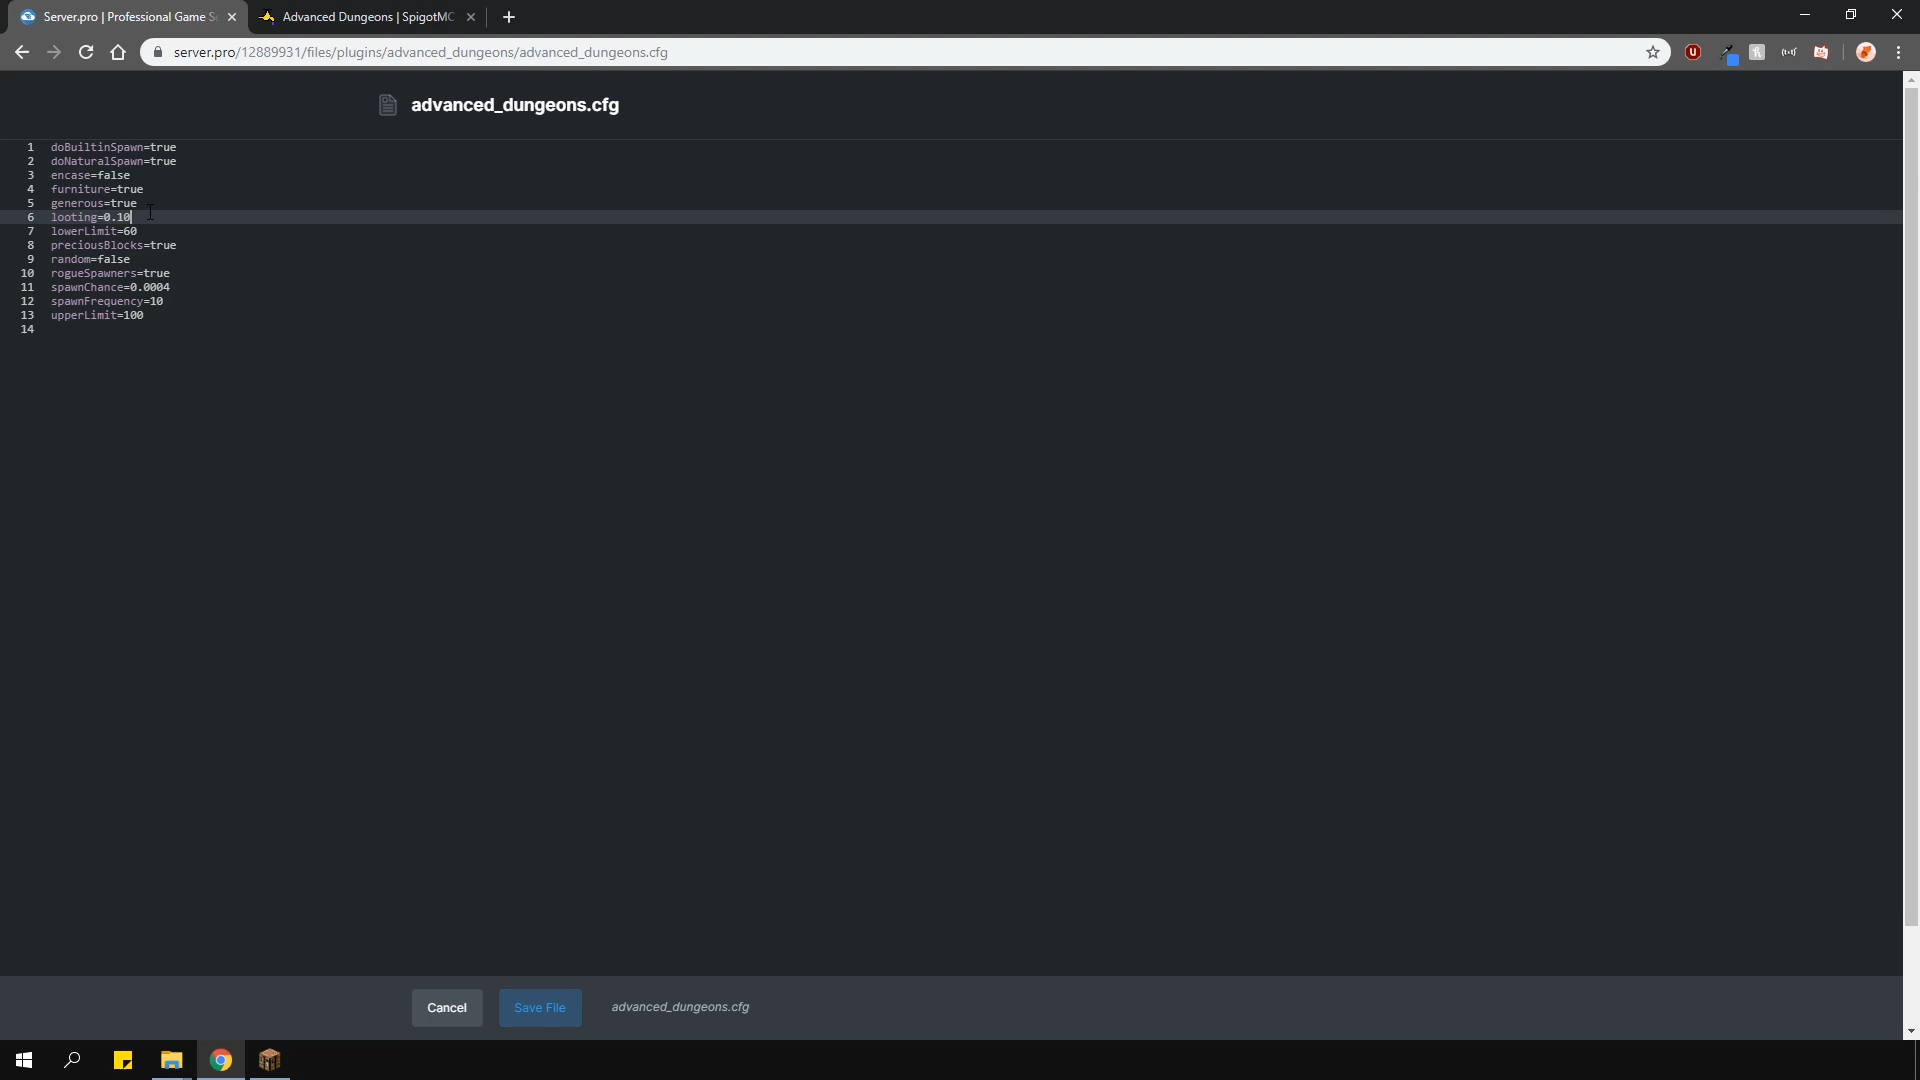 Server.pro | Professional Game Se
Advanced Dungeons | SpigotMC
server.pro/12889931/files/plugins/advanced_dungeons/advanced_dungeons.cfg
advanced_dungeons.cfg
1 doBuiltinSpawn=true
2 doNaturalSpawn=true
3 encase=false
4 furniture=true
5 generous=true
6 looting=0.10
7 lowerLimit=60
8 preciousBlocks=true
9 random=false
10 rogueSpawners=true
11 spawnChance=0.0004
12 spawnFrequency=10
13 upperLimit=100
14
Cancel
Save File
advanced_dungeons.cfg